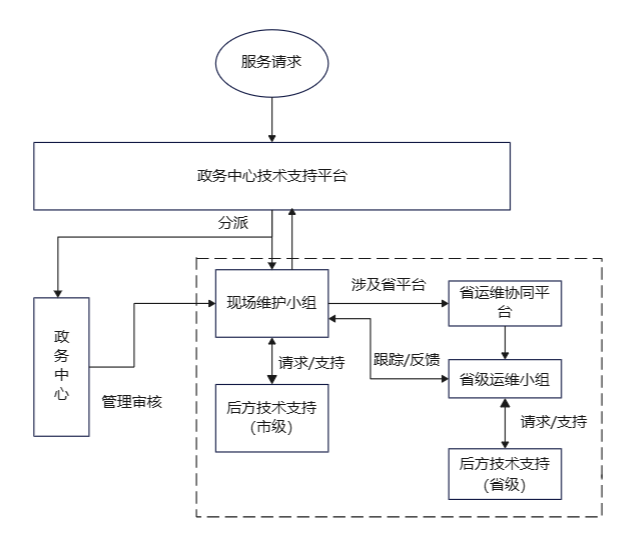 服务请求
政务中心技术支持平台
分派
现场维护小组
涉及省平台
省运维协同平
台
政
务
中
心
管理审核
请求/支持
跟踪/反馈
省级运维小组
后方技术支持
(市级)
请求/支持
后方技术支持
(省级)